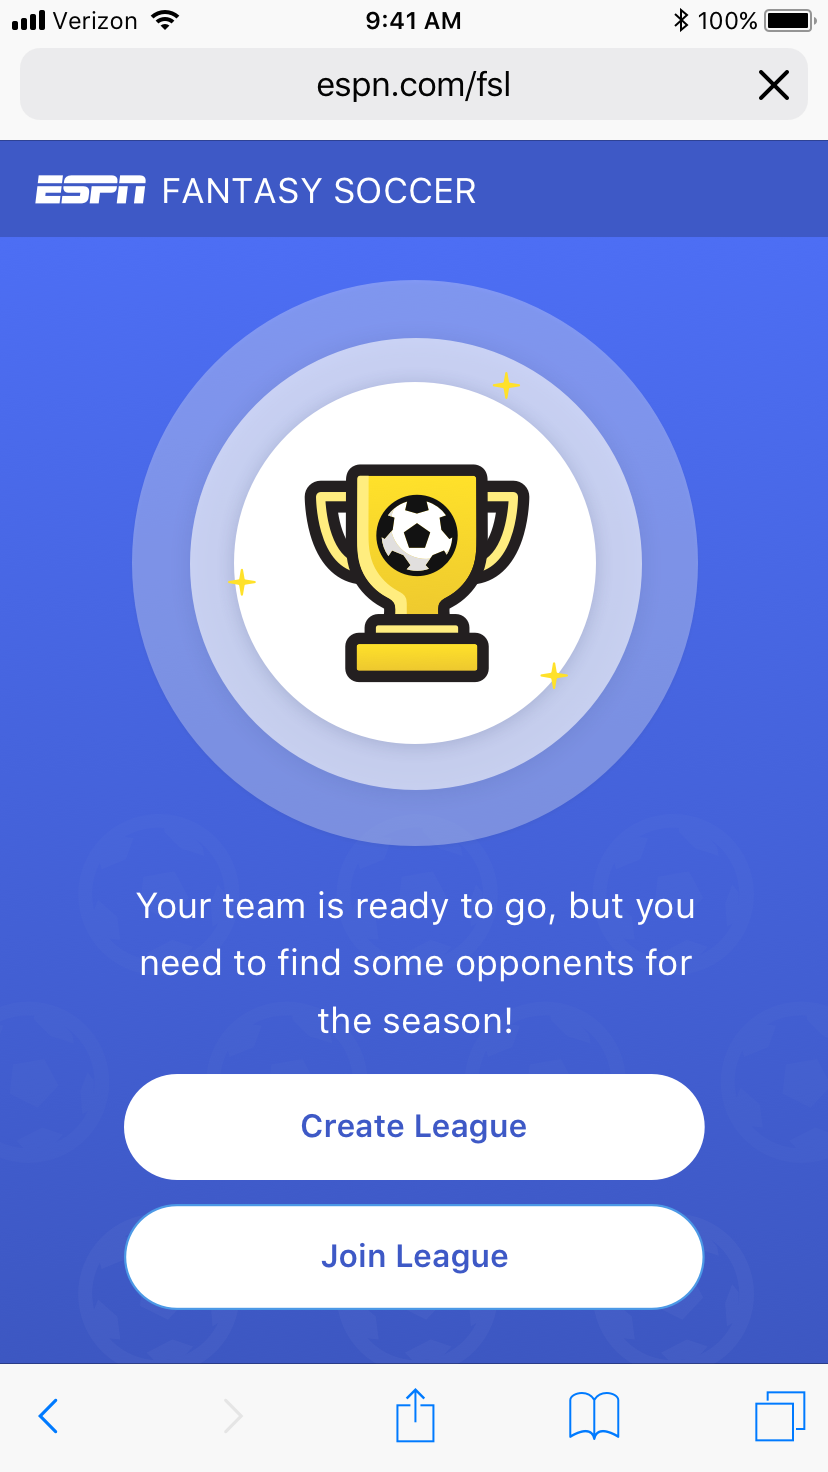 Verizon 9:41 AM 100%
espn.com/fsl
ESPN FANTASY SOCCER
Your team is ready to go, but you
need to find some opponents for
the season!
Create League
Join League